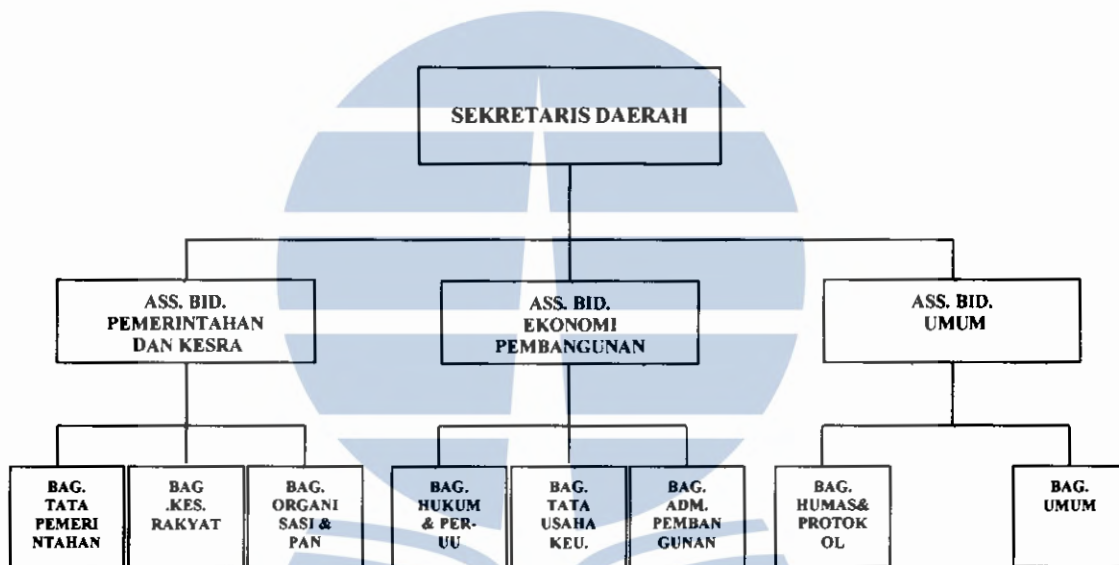 SEKRETARIS DAERAH
ASS. BID.
PEMERINTAHAN
DAN KESRA
ASS. BID.
EKONOMI
PEMBANGUNAN
ASS. BID.
UMUM
BAG.
TATA
PEMERI
NTAHAN
BAG
.KES.
RAKYAT
BAG.
ORGANI
SASI &
PAN
BAG.
HUKUM
& PER-
UU
BAG.
TATA
USAHA
KEU.
BAG.
ADM.
PEMBAN
GUNAN
BAG.
HUMAS&
PROTOK
OL
BAG.
UMUM